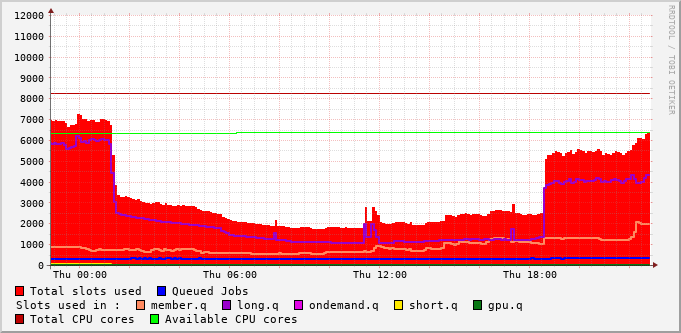 12000
11000
10000
9000
8000
7000
6000
5000
4000
3000
2000
1000
0
Thu 00:00 Thu 06:00 Thu 12:00 Thu 18:00
RRDTOOL / TOBI OETIKER
Total slots used Queued Jobs
Slots used in : member.q long.q ondemand.q short.q gpu.q
Total CPU cores Available CPU cores